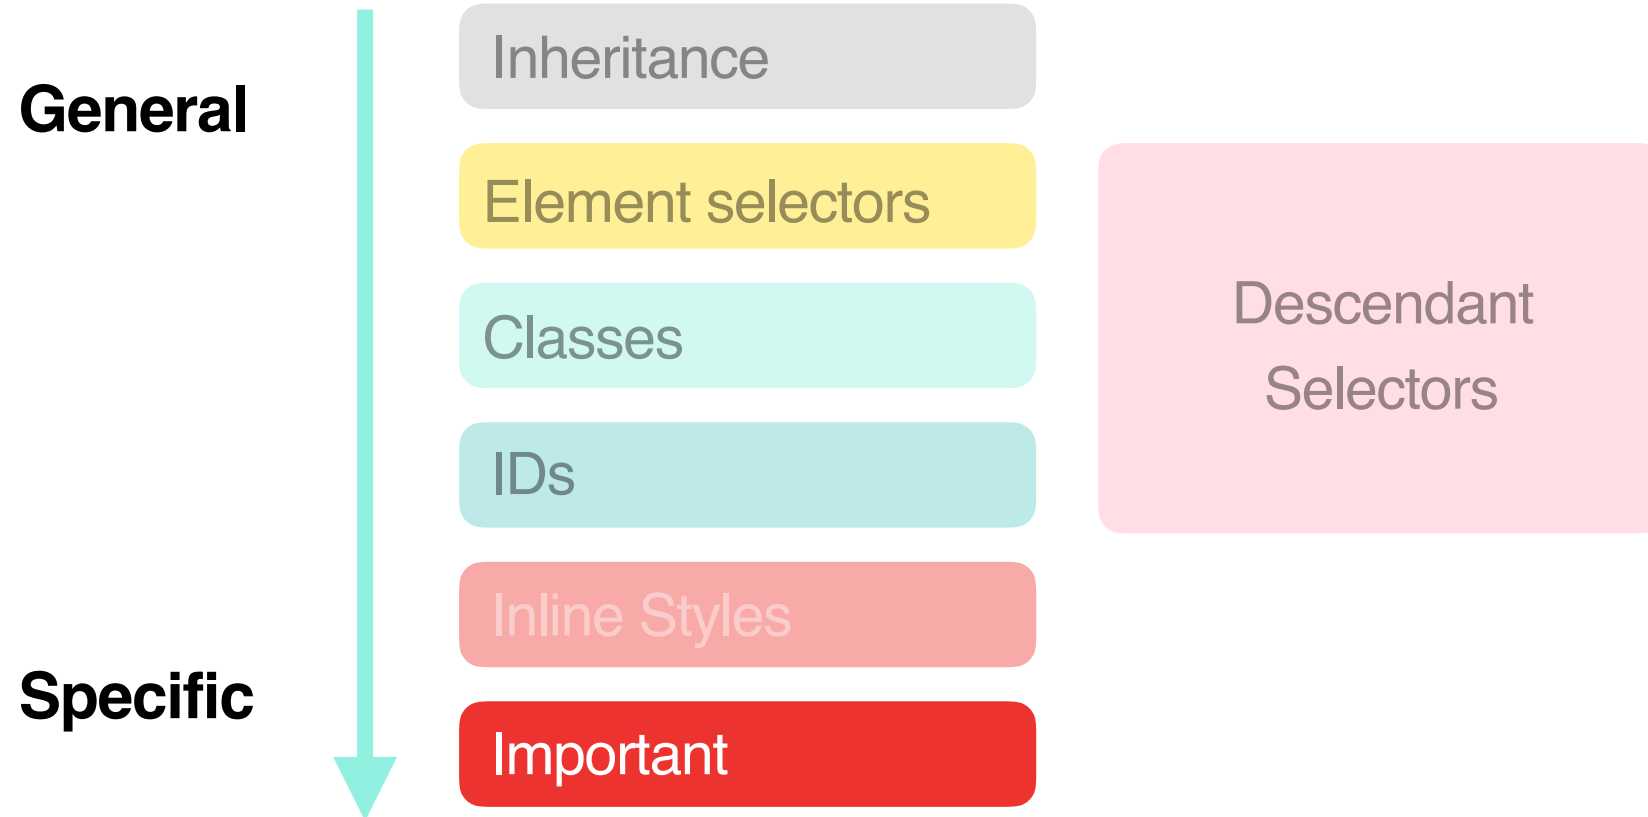 General
Specific
Inheritance
Element selectors
Classes
IDs
Inline Styles
Important
Descendant
Selectors